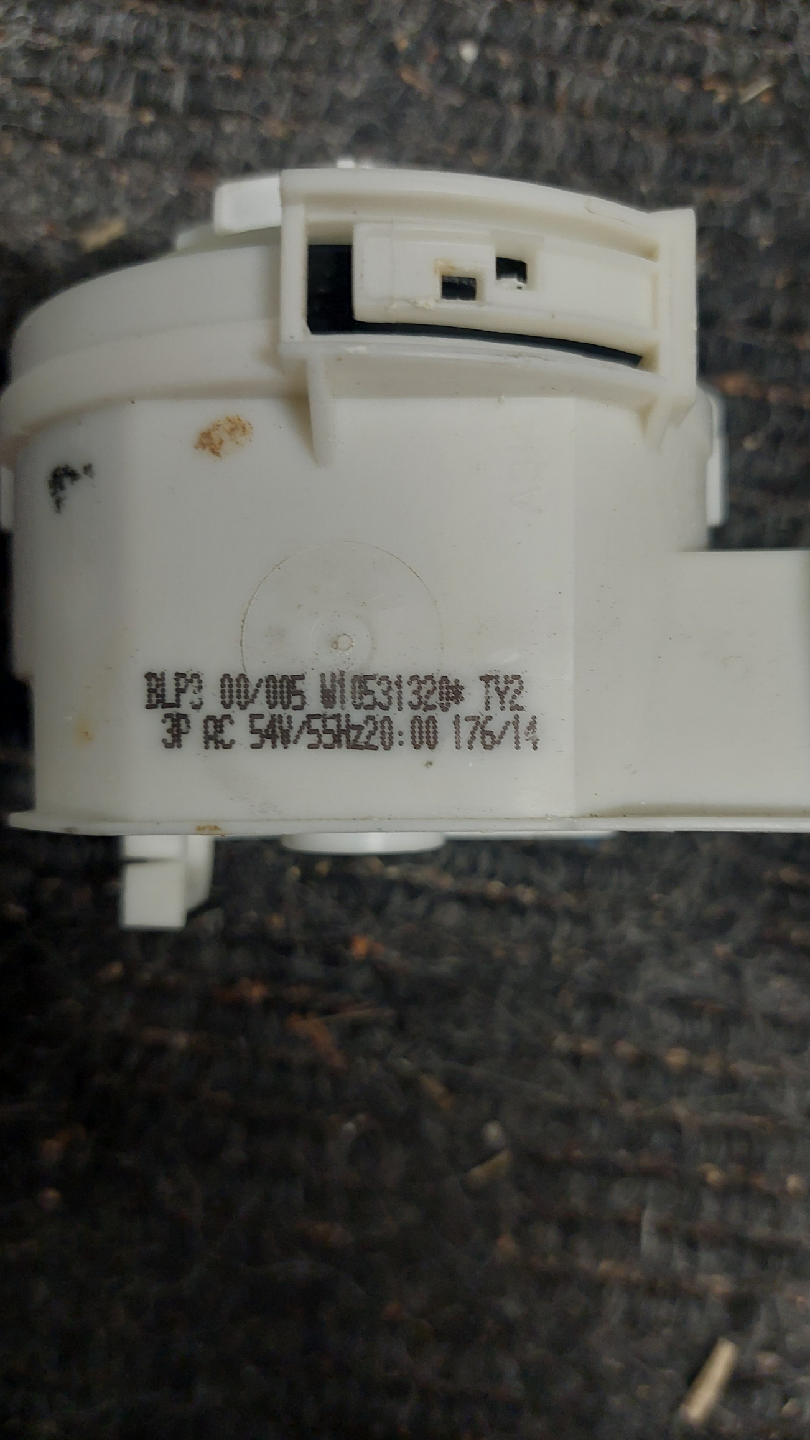 BLP3 00/005 W10531320* TY2
3P AC 54V/55Hz20:00 176/14